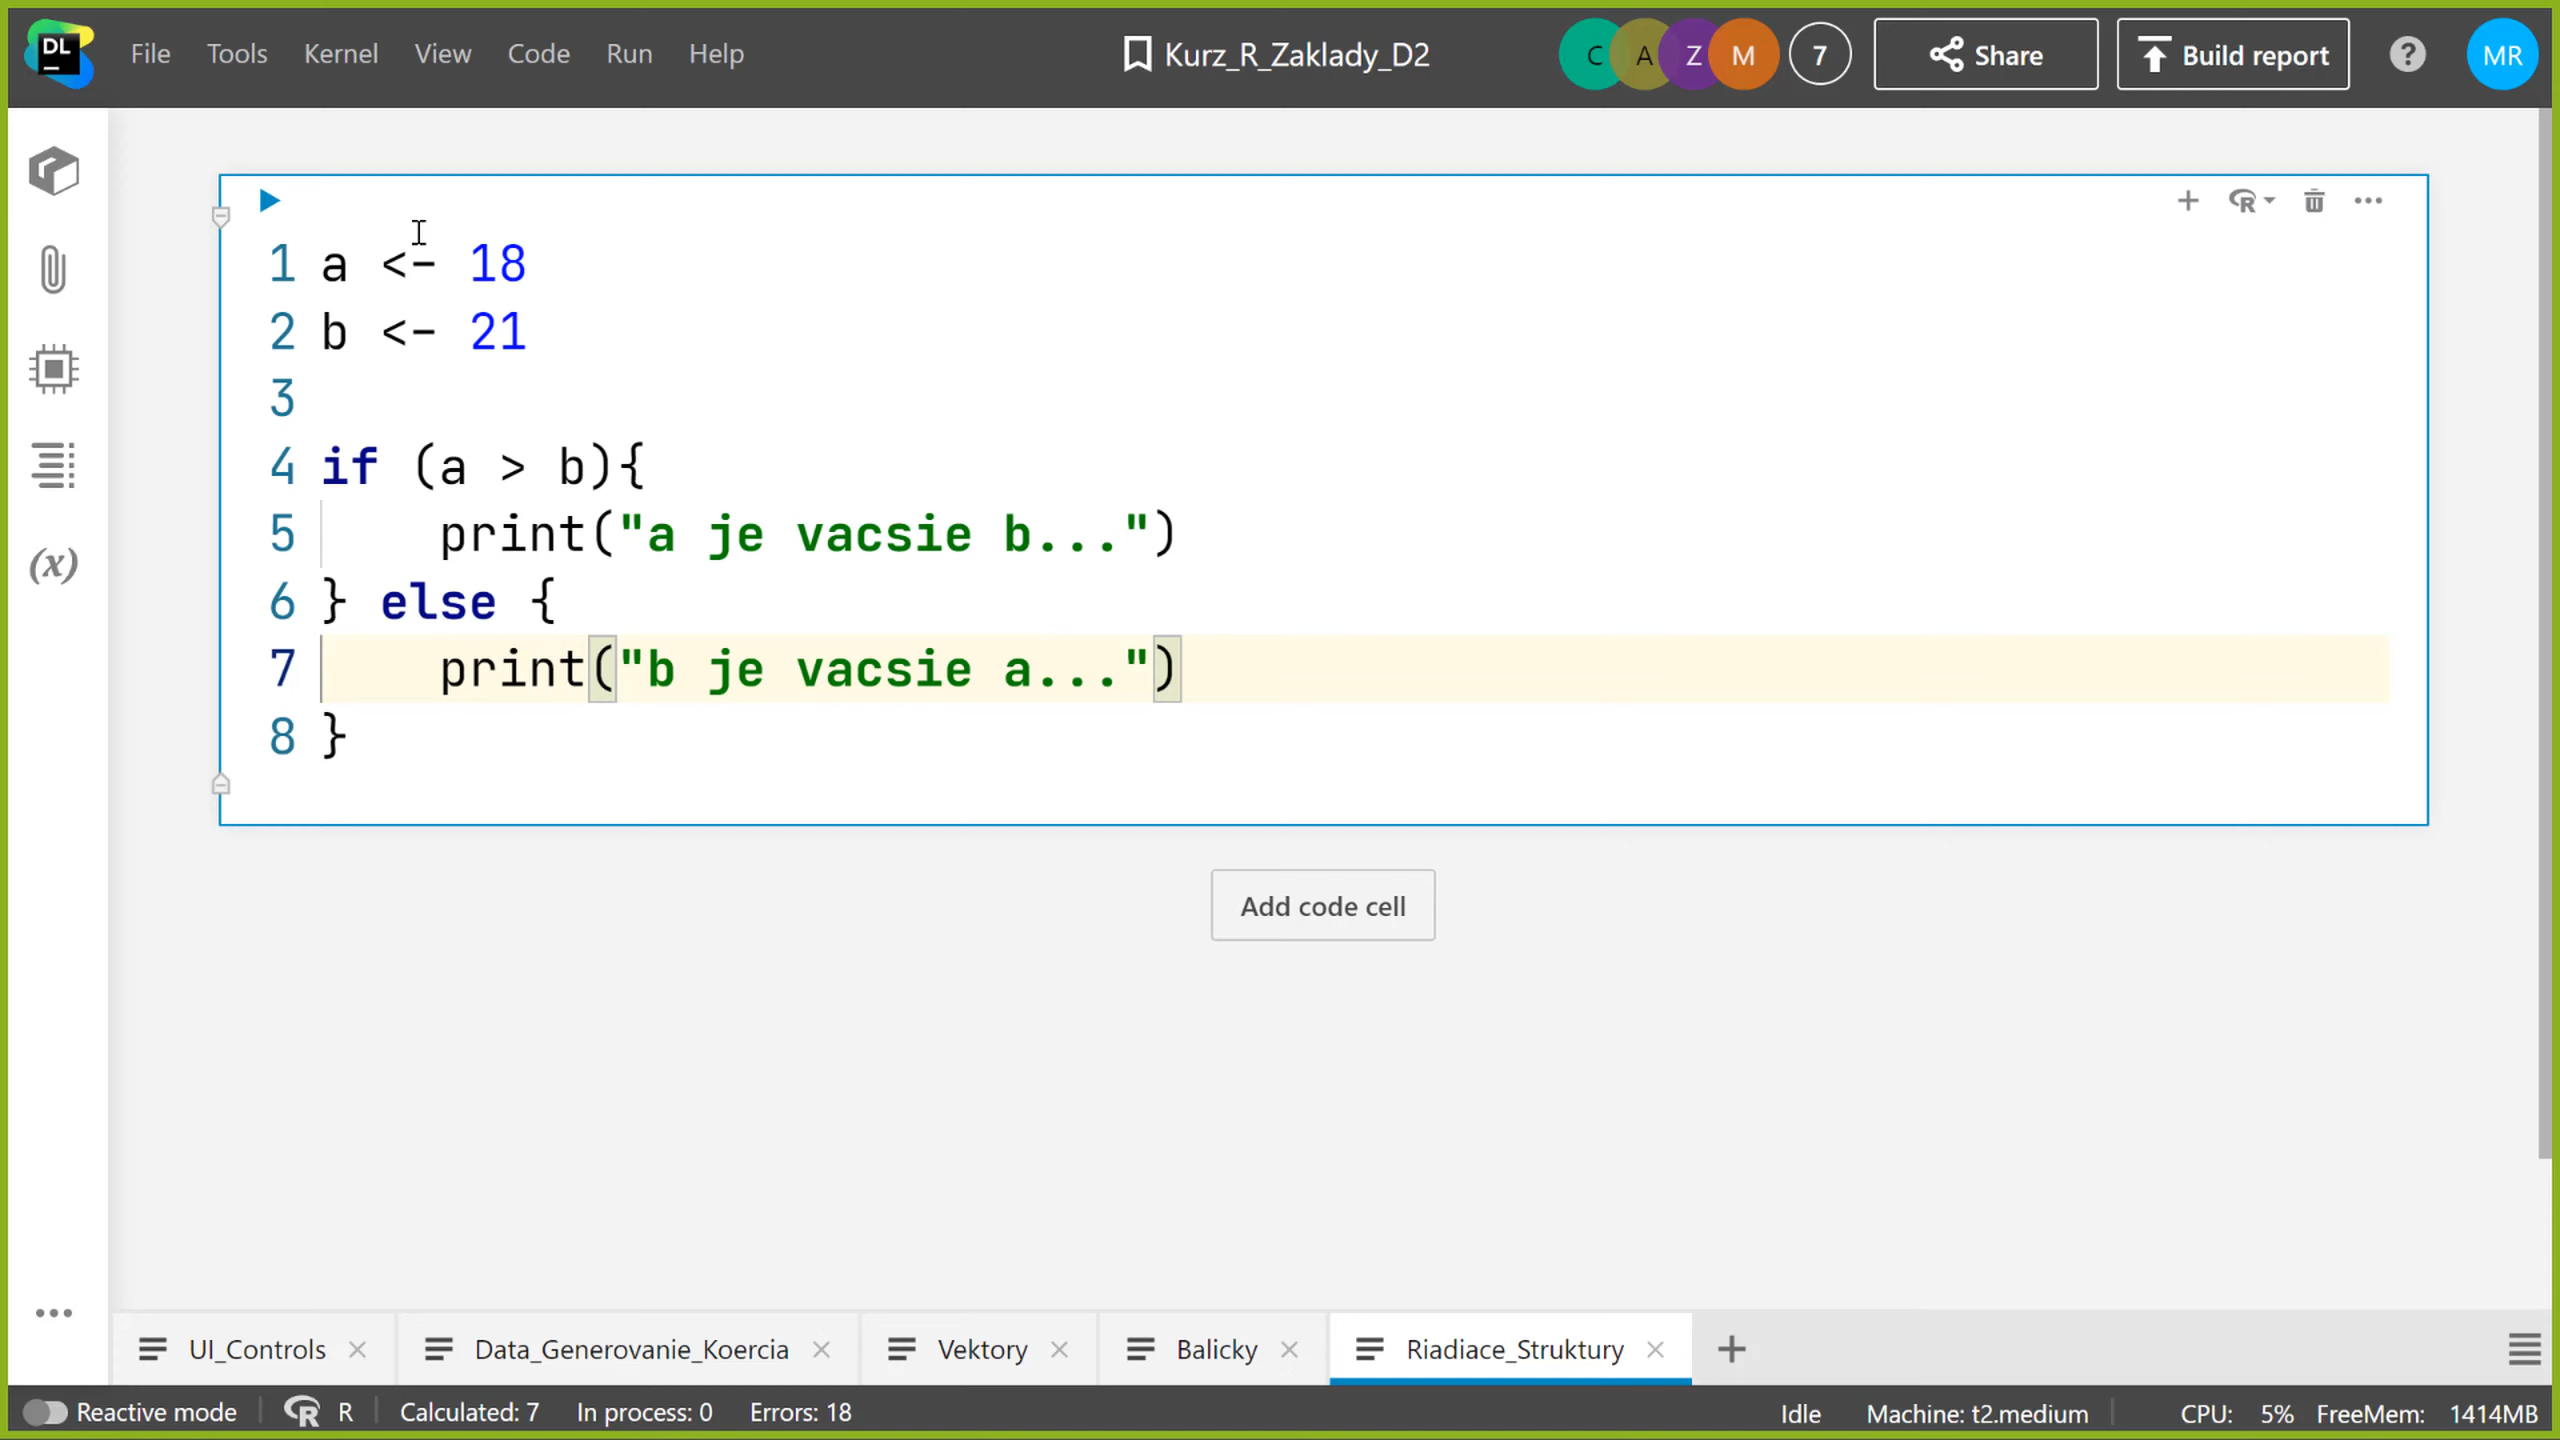 DL File Tools Kernel View Code Run Help Kurz_R_Zaklady_D2 C A Z M 7 Share Build report ? MR
R
1 a <- 18
2 b <- 21
3
4 if (a > b){
5 print("a je vacsie b...")
6 } else {
7 print("b je vacsie a...")
8 }
(x)
Add code cell
UI_Controls Data_Generovanie_Koercia Vektory Balicky Riadiace_Struktury
Reactive mode R R Calculated: 7 In process: 0 Errors: 18 Idle Machine: t2.medium CPU: 5% FreeMem: 1414MB